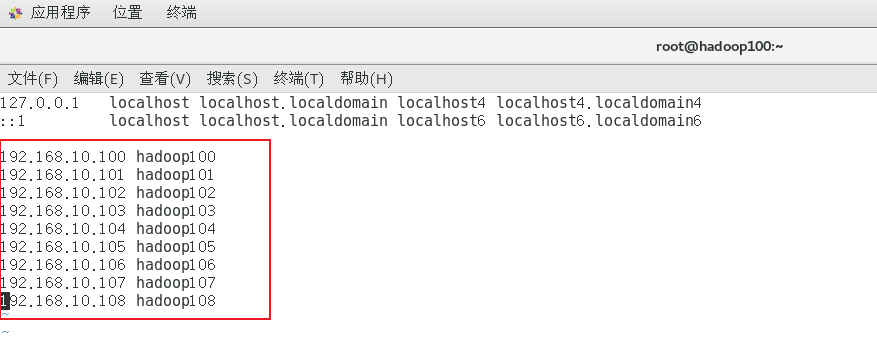 应用程序 位置 终端
root@hadoop100:~
文件(F) 编辑(E) 查看(V) 搜索(S) 终端(T) 帮助(H)
127.0.0.1 localhost localhost.localdomain localhost4 localhost4.localdomain4
::1 localhost localhost.localdomain localhost6 localhost6.localdomain6
192.168.10.100 hadoop100
192.168.10.101 hadoop101
192.168.10.102 hadoop102
192.168.10.103 hadoop103
192.168.10.104 hadoop104
192.168.10.105 hadoop105
192.168.10.106 hadoop106
192.168.10.107 hadoop107
192.168.10.108 hadoop108
~
~